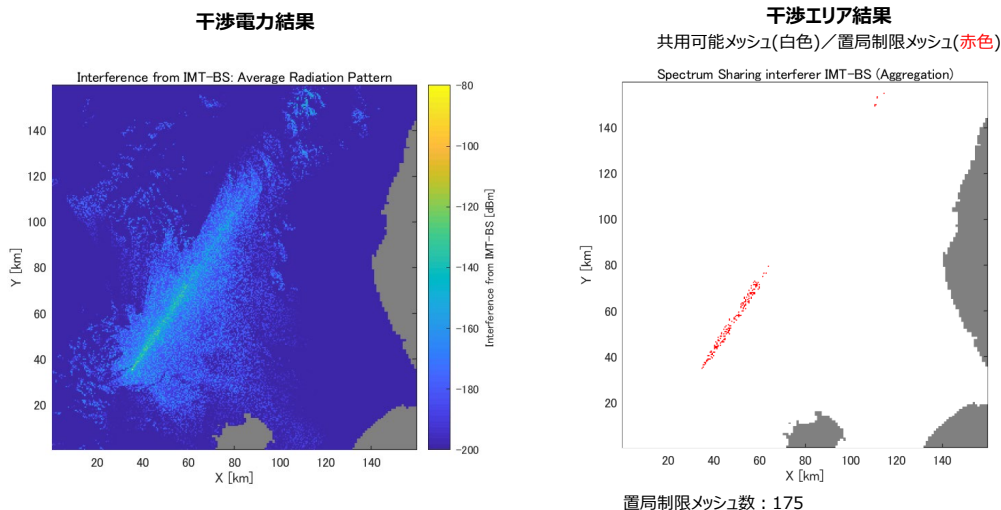 干渉電力結果
Interference from IMT-BS: Average Radiation Pattern
140
120
100
80
60
40
20
Y [km]
20 40 60 80 100 120 140
X [km]
-80
-100
-120
-140
-160
-180
-200
Interference from IMT-BS [dBm]
干渉エリア結果
共用可能メッシュ(白色)／置局制限メッシュ(赤色)
Spectrum Sharing interferer IMT-BS (Aggregation)
140
120
100
80
60
40
20
Y [km]
20 40 60 80 100 120 140
X [km]
置局制限メッシュ数：175